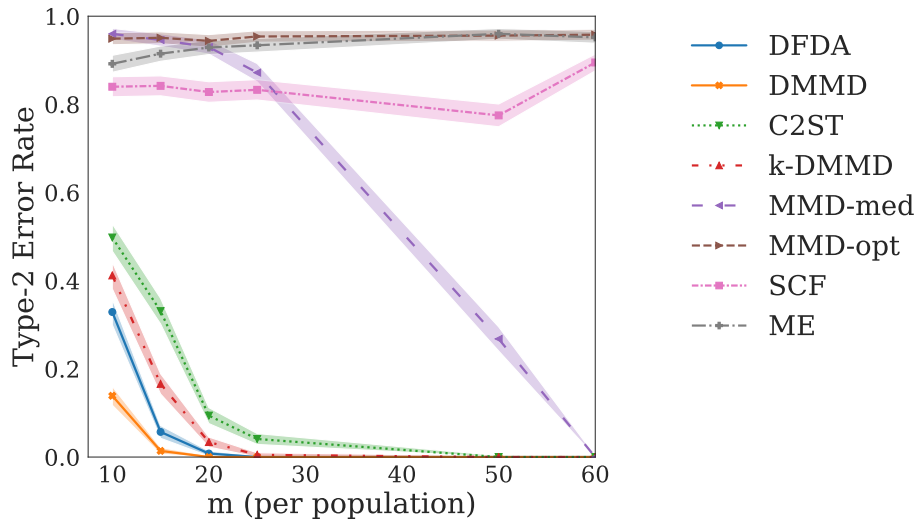 1.0
0.8
0.6
0.4
0.2
0.0
Type-2 Error Rate
10 20 30 40 50 60
m (per population)
DFDA
DMMD
C2ST
k-DMMD
MMD-med
MMD-opt
SCF
ME